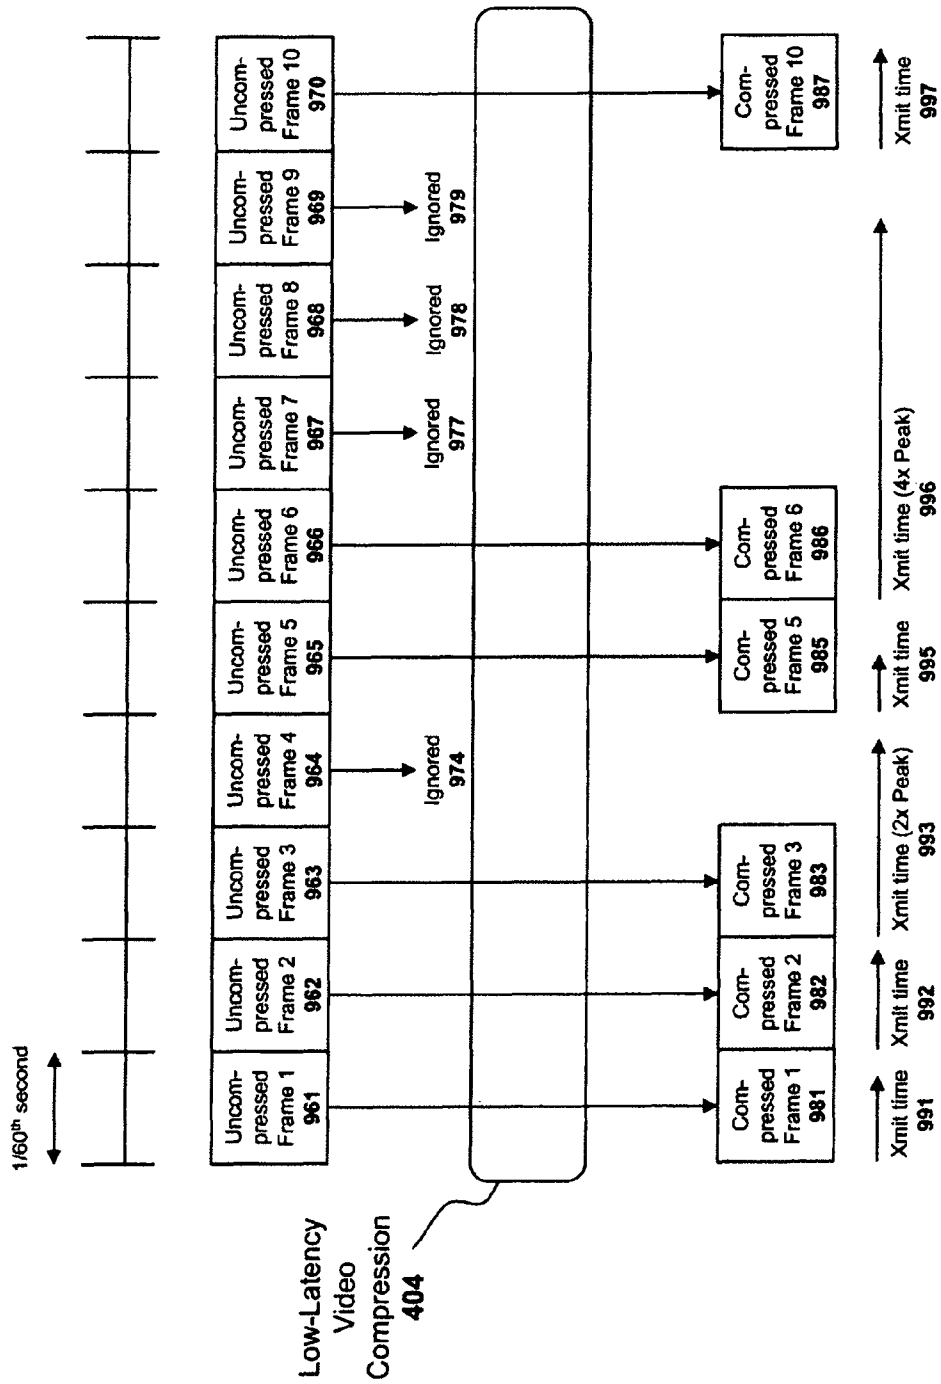 1/60th second
Uncom-
pressed
Frame 1
961
Uncom-
pressed
Frame 2
962
Uncom-
pressed
Frame 3
963
Uncom-
pressed
Frame 4
964
Uncom-
pressed
Frame 5
965
Uncom-
pressed
Frame 6
966
Uncom-
pressed
Frame 7
967
Uncom-
pressed
Frame 8
968
Uncom-
pressed
Frame 9
969
Uncom-
pressed
Frame 10
970
Ignored
974
Ignored
977
Ignored
978
Ignored
979
Low-Latency
Video
Compression
404
Com-
pressed
Frame 1
981
Com-
pressed
Frame 2
982
Com-
pressed
Frame 3
983
Com-
pressed
Frame 5
985
Com-
pressed
Frame 6
986
Com-
pressed
Frame 10
987
Xmit time
991
Xmit time
992
Xmit time (2x Peak)
993
Xmit time
995
Xmit time (4x Peak)
996
Xmit time
997